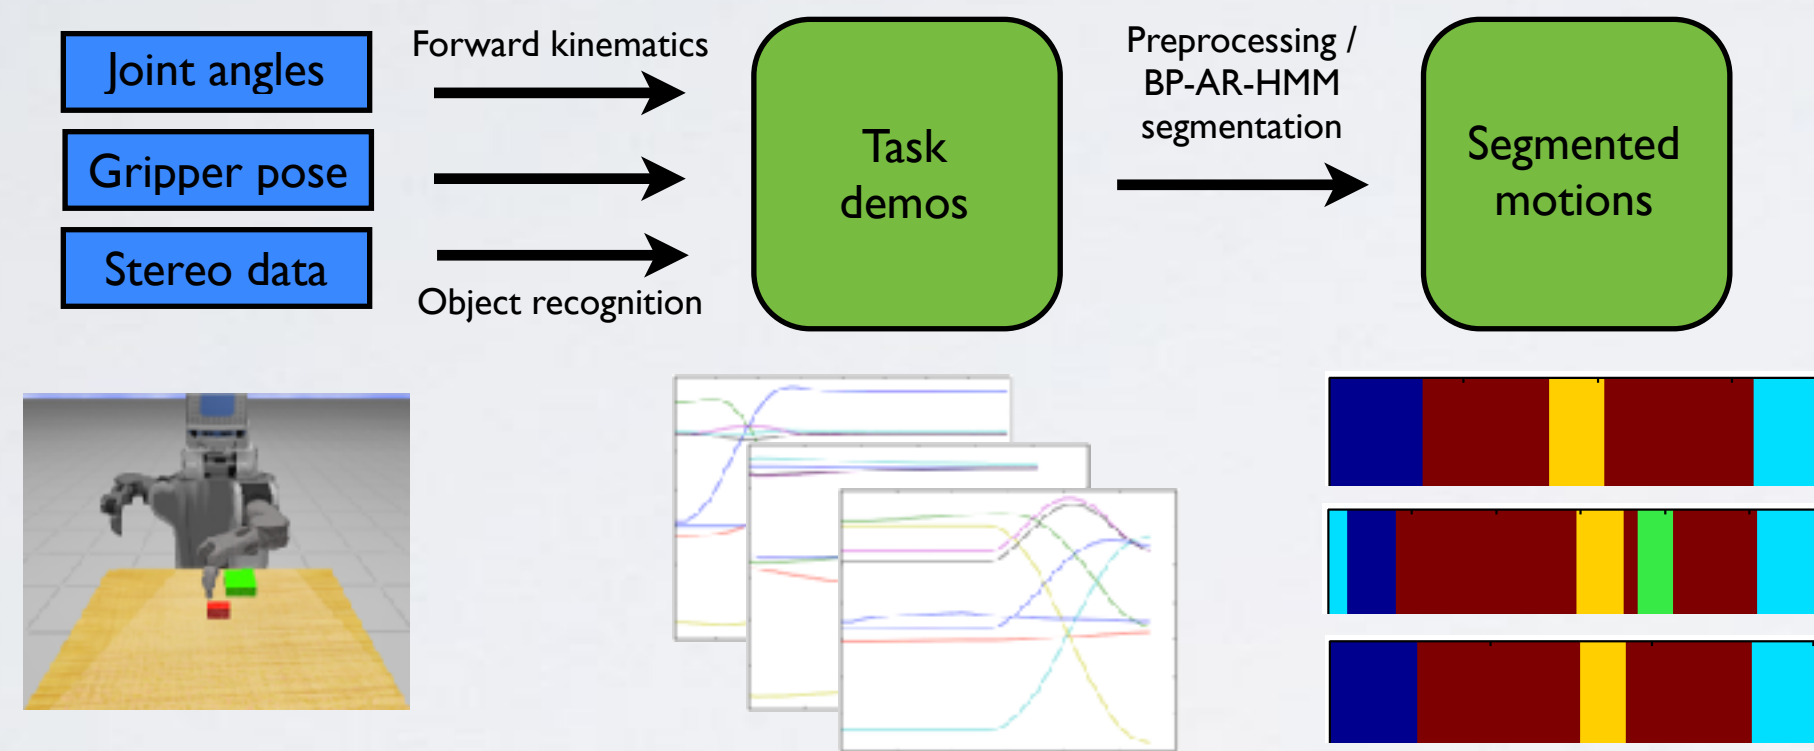 Joint angles
Gripper pose
Stereo data
Forward kinematics
Object recognition
Task
demos
Preprocessing /
BP-AR-HMM
segmentation
Segmented
motions